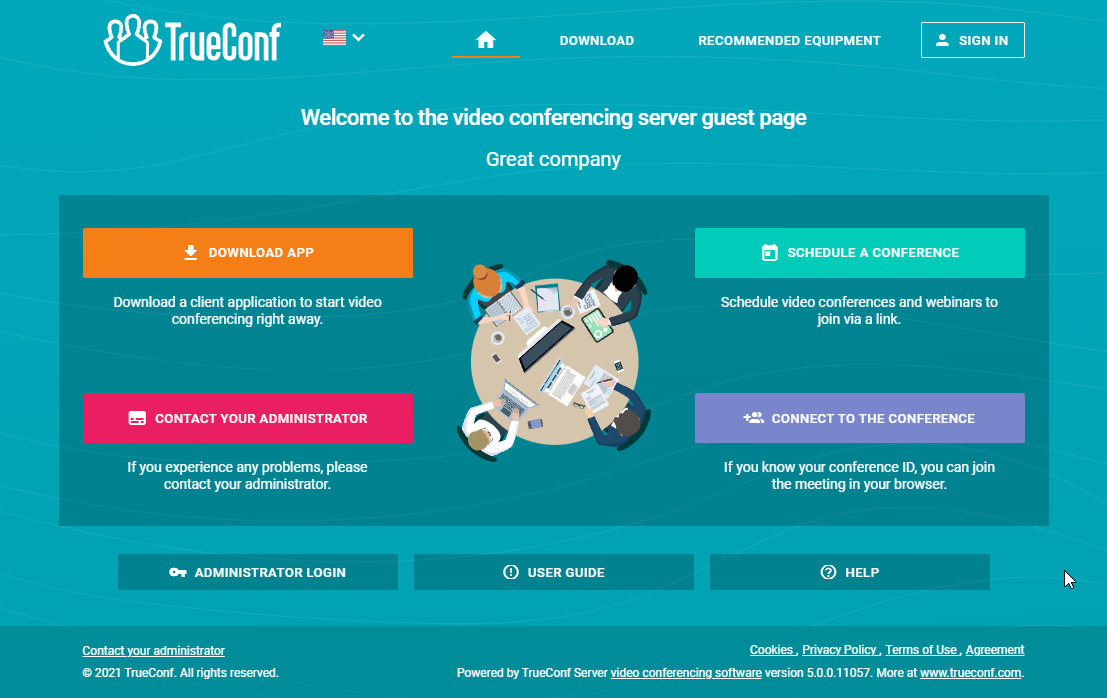 TrueConf
DOWNLOAD
RECOMMENDED EQUIPMENT
SIGN IN
Welcome to the video conferencing server guest page
Great company
DOWNLOAD APP
Download a client application to start video
conferencing right away.
SCHEDULE A CONFERENCE
Schedule video conferences and webinars to
join via a link.
CONTACT YOUR ADMINISTRATOR
If you experience any problems, please
contact your administrator.
CONNECT TO THE CONFERENCE
If you know your conference ID, you can join
the meeting in your browser.
ADMINISTRATOR LOGIN
USER GUIDE
HELP
Contact your administrator
Cookies , Privacy Policy , Terms of Use , Agreement
© 2021 TrueConf. All rights reserved.
Powered by TrueConf Server video conferencing software version 5.0.0.11057. More at www.trueconf.com.